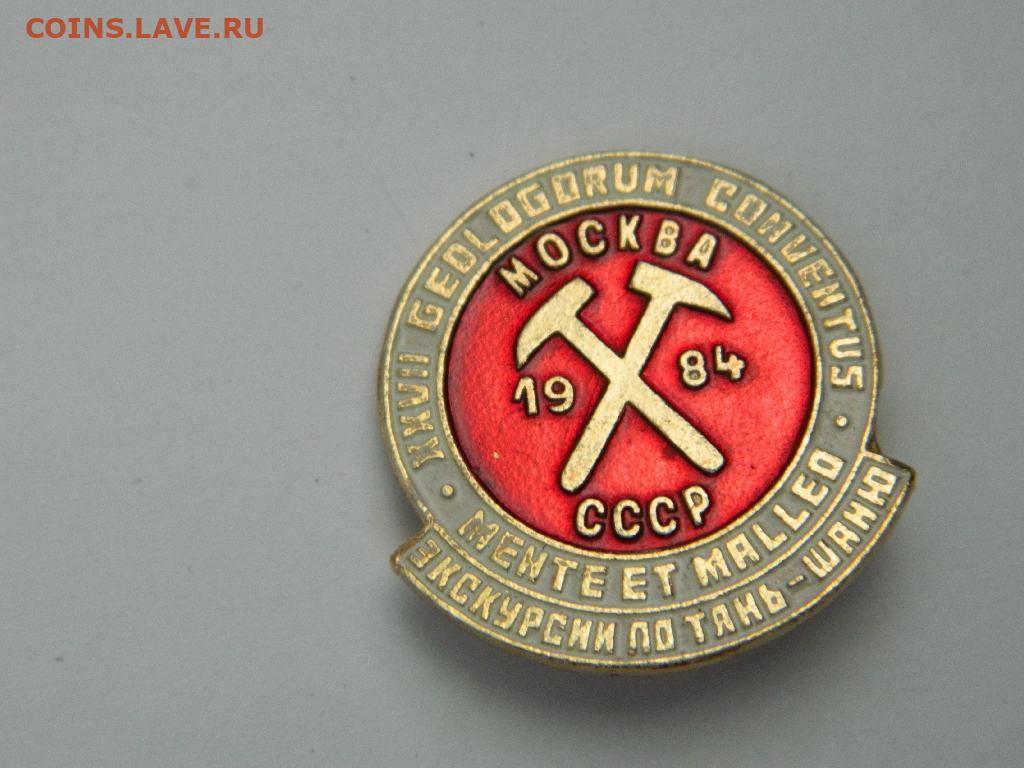 COINS.LAVE.RU
XXVII GEOLOGORUM CONVENTUS
МОСКВА
19 84
СССР
MENTE ET MALLEO
ЭКСКУРСИИ ПО ТЯНЬ-ШАНЮ